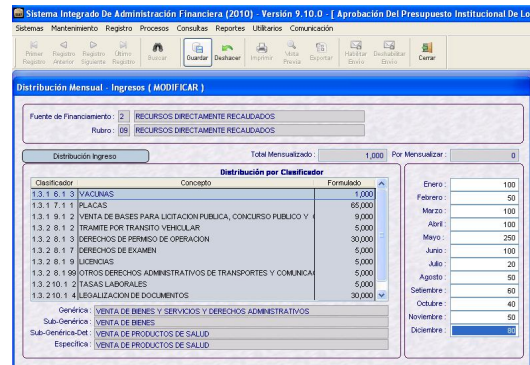 Sistema Integrado De Administración Financiera (2010) - Versión 9.10.0 - [ Aprobación Del Presupuesto Institucional De Lo
Sistemas Mantenimiento Registro Procesos Consultas Reportes Utilitarios Comunicación
Primer Registro Registro Anterior Registro Siguiente Último Registro Buscar Guardar Deshacer Imprimir Vista Previa Exportar Habilitar Envío Deshabilitar Envío Cerrar
Distribución Mensual - Ingresos ( MODIFICAR )
Fuente de Financiamiento : 2 RECURSOS DIRECTAMENTE RECAUDADOS
Rubro : 09 RECURSOS DIRECTAMENTE RECAUDADOS
Distribución Ingreso Total Mensualizado : 1,000 Por Mensualizar : 0
Distribución por Clasificador
Clasificador Concepto Formulado
1.3.1 6.1 3 VACUNAS 1,000
1.3.1 7.1 1 PLACAS 65,000
1.3.1 9.1 2 VENTA DE BASES PARA LICITACION PUBLICA, CONCURSO PUBLICO Y 9,000
1.3.2 8.1 2 TRAMITE POR TRANSITO VEHICULAR 5,000
1.3.2 8.1 3 DERECHOS DE PERMISO DE OPERACION 30,000
1.3.2 8.1 7 DERECHOS DE EXAMEN 5,000
1.3.2 8.1 9 LICENCIAS 5,000
1.3.2 8.1 99 OTROS DERECHOS ADMINISTRATIVOS DE TRANSPORTES Y COMUNICA 5,000
1.3.2 10.1 2 TASAS LABORALES 5,000
1.3.2 10.1 4 LEGALIZACION DE DOCUMENTOS 30,000
Genérica : VENTA DE BIENES Y SERVICIOS Y DERECHOS ADMINISTRATIVOS
Sub-Genérica : VENTA DE BIENES
Sub-Genérica-Det : VENTA DE PRODUCTOS DE SALUD
Específica : VENTA DE PRODUCTOS DE SALUD
Enero : 100
Febrero : 50
Marzo : 100
Abril : 100
Mayo : 250
Junio : 100
Julio : 20
Agosto : 50
Setiembre : 60
Octubre : 40
Noviembre : 50
Diciembre : 80